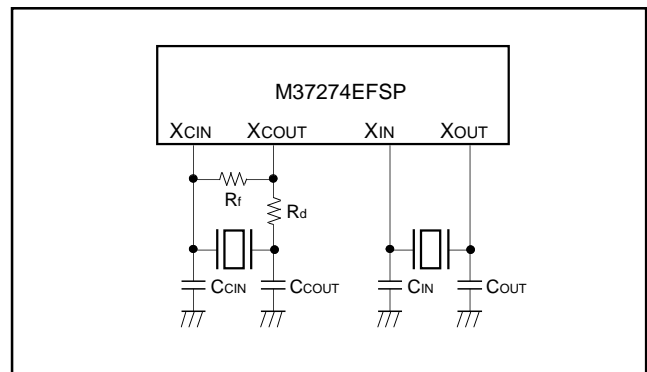 M37274EFSP
XCIN XCOUT XIN XOUT
Rf
Rd
CCIN CCOUT CIN COUT